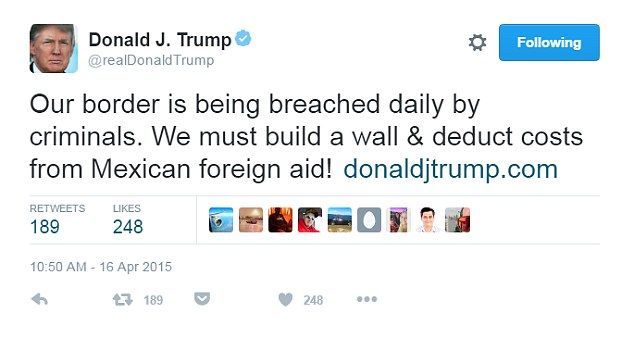 Donald J. Trump
@realDonaldTrump
Following
Our border is being breached daily by
criminals. We must build a wall & deduct costs
from Mexican foreign aid! donaldjtrump.com
RETWEETS LIKES
189 248
10:50 AM - 16 Apr 2015
189 248